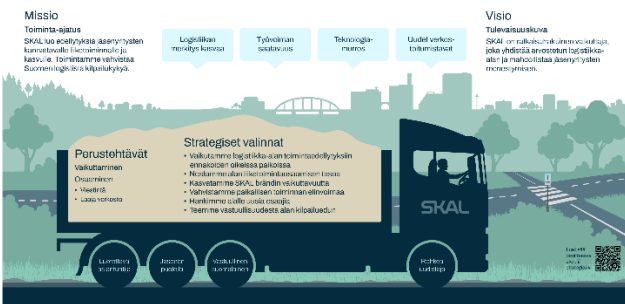 Missio
Toiminta-ajatus
SKAL luo edellytyksiä jäsenyritysten
kannattavalle liiketoiminnalle ja
kasvulle. Toimintamme vahvistaa
Suomen logistista kilpailukykyä.
Logistiikan
merkitys kasvaa
Työvoiman
saatavuus
Teknologia-
murros
Uudet verkos-
toitumistavat
Visio
Tulevaisuuskuva
SKAL on ratkaisuhakuinen vaikuttaja,
joka yhdistää arvostetun logistiikka-
alan ja mahdollistaa jäsenyritysten
menestymisen.
Perustehtävät
Vaikuttaminen
Osaaminen
• Viestintä
• Laaja verkosto
Strategiset valinnat
• Vaikutamme logistiikka-alan toimintaedellytyksiin
ennakoiden oikeissa paikoissa
• Nostamme alan liiketoimintaosaamisen tasoa
• Kasvatamme SKAL brändin vaikuttavuutta
• Vahvistamme paikallisen toiminnan elinvoimaa
• Hankimme alalle uusia osaajia
• Teemme vastuullisuudesta alan kilpailuedun
SKAL
Luotettava
asiantuntija
Jäsenen
puolella
Vastuullinen
suomalainen
Rohkea
uudistaja